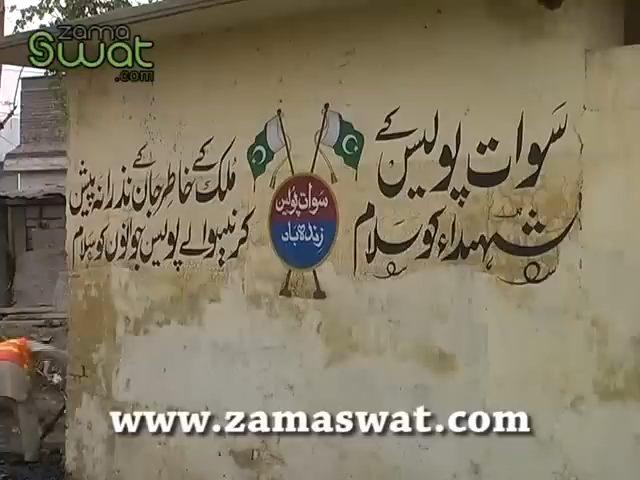 zama
Swat
.com
سوات پولیس کے
شہداء کو سلام
سوات پولیس
زندہ باد
مُلک کے خاطر جان کے نذرانہ پیش
کرنیوالے پولیس جوانوں کو سلام
www.zamaswat.com